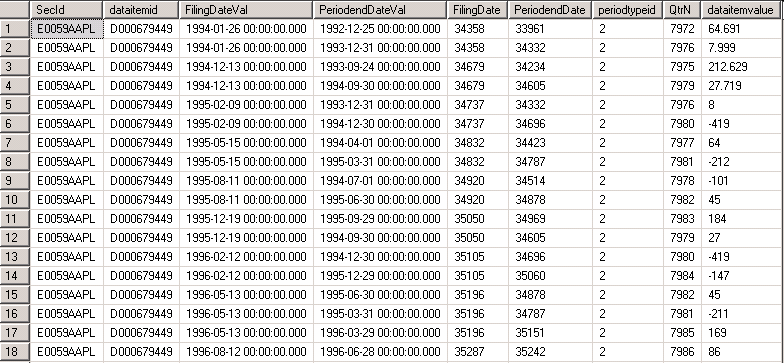 SecId dataitemid FilingDateVal PeriodendDateVal FilingDate PeriodendDate periodtypeid QtrN dataitemvalue
1 E0059AAPL D000679449 1994-01-26 00:00:00.000 1992-12-25 00:00:00.000 34358 33961 2 7972 64.691
2 E0059AAPL D000679449 1994-01-26 00:00:00.000 1993-12-31 00:00:00.000 34358 34332 2 7976 7.999
3 E0059AAPL D000679449 1994-12-13 00:00:00.000 1993-09-24 00:00:00.000 34679 34234 2 7975 212.629
4 E0059AAPL D000679449 1994-12-13 00:00:00.000 1994-09-30 00:00:00.000 34679 34605 2 7979 27.719
5 E0059AAPL D000679449 1995-02-09 00:00:00.000 1993-12-31 00:00:00.000 34737 34332 2 7976 8
6 E0059AAPL D000679449 1995-02-09 00:00:00.000 1994-12-30 00:00:00.000 34737 34696 2 7980 -419
7 E0059AAPL D000679449 1995-05-15 00:00:00.000 1994-04-01 00:00:00.000 34832 34423 2 7977 64
8 E0059AAPL D000679449 1995-05-15 00:00:00.000 1995-03-31 00:00:00.000 34832 34787 2 7981 -212
9 E0059AAPL D000679449 1995-08-11 00:00:00.000 1994-07-01 00:00:00.000 34920 34514 2 7978 -101
10 E0059AAPL D000679449 1995-08-11 00:00:00.000 1995-06-30 00:00:00.000 34920 34878 2 7982 45
11 E0059AAPL D000679449 1995-12-19 00:00:00.000 1995-09-29 00:00:00.000 35050 34969 2 7983 184
12 E0059AAPL D000679449 1995-12-19 00:00:00.000 1994-09-30 00:00:00.000 35050 34605 2 7979 27
13 E0059AAPL D000679449 1996-02-12 00:00:00.000 1994-12-30 00:00:00.000 35105 34696 2 7980 -419
14 E0059AAPL D000679449 1996-02-12 00:00:00.000 1995-12-29 00:00:00.000 35105 35060 2 7984 -147
15 E0059AAPL D000679449 1996-05-13 00:00:00.000 1995-06-30 00:00:00.000 35196 34878 2 7982 45
16 E0059AAPL D000679449 1996-05-13 00:00:00.000 1995-03-31 00:00:00.000 35196 34787 2 7981 -211
17 E0059AAPL D000679449 1996-05-13 00:00:00.000 1996-03-29 00:00:00.000 35196 35151 2 7985 169
18 E0059AAPL D000679449 1996-08-12 00:00:00.000 1996-06-28 00:00:00.000 35287 35242 2 7986 86